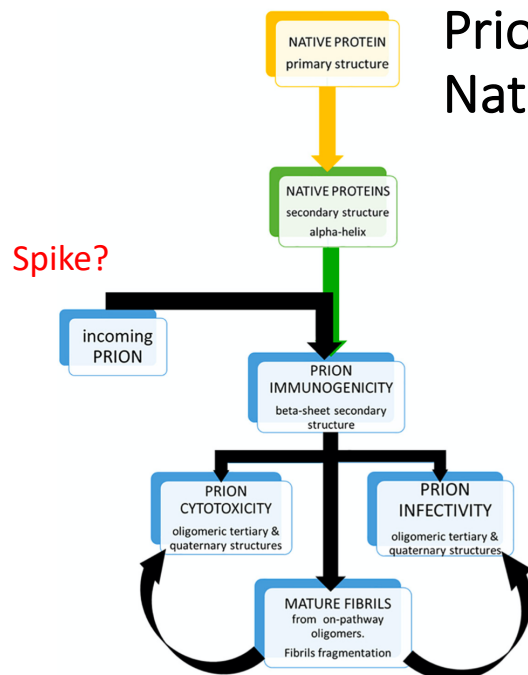 Prio
Nat
NATIVE PROTEIN
primary structure
NATIVE PROTEINS
secondary structure
alpha-helix
Spike?
incoming
PRION
PRION
IMMUNOGENICITY
beta-sheet secondary
structure
PRION
CYTOTOXICITY
oligomeric tertiary &
quaternary structures
PRION
INFECTIVITY
oligomeric tertiary &
quaternary structures
MATURE FIBRILS
from on-pathway
oligomers.
Fibrils fragmentation